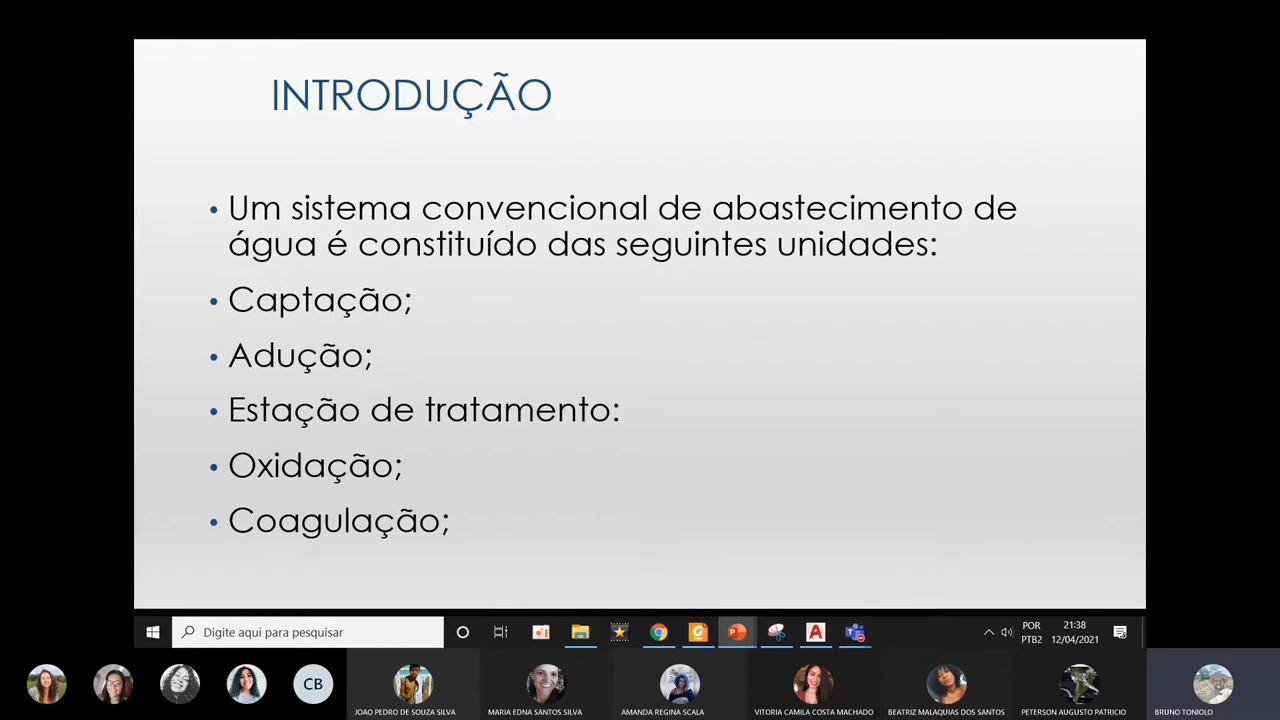 INTRODUÇÃO
• Um sistema convencional de abastecimento de
água é constituído das seguintes unidades:
• Captação;
• Adução;
• Estação de tratamento:
• Oxidação;
• Coagulação;
Digite aqui para pesquisar
POR
PTB2
21:38
12/04/2021
CB
JOAO PEDRO DE SOUZA SILVA
MARIA EDNA SANTOS SILVA
AMANDA REGINA SCALA
VITORIA CAMILA COSTA MACHADO
BEATRIZ MALAQUIAS DOS SANTOS
PETERSON AUGUSTO PATRICIO
BRUNO TONIOLO